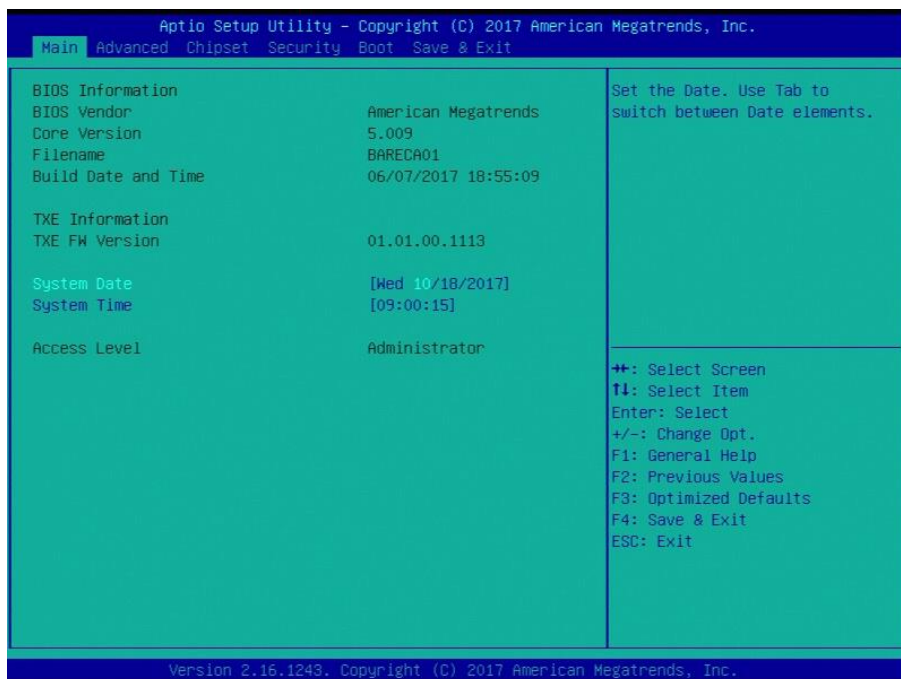 Aptio Setup Utility – Copyright (C) 2017 American Megatrends, Inc.
Main Advanced Chipset Security Boot Save & Exit
BIOS Information
BIOS Vendor American Megatrends
Core Version 5.009
Filename BARECA01
Build Date and Time 06/07/2017 18:55:09
TXE Information
TXE FW Version 01.01.00.1113
System Date [Wed 10/18/2017]
System Time [09:00:15]
Access Level Administrator
Set the Date. Use Tab to
switch between Date elements.
→←: Select Screen
↑↓: Select Item
Enter: Select
+/-: Change Opt.
F1: General Help
F2: Previous Values
F3: Optimized Defaults
F4: Save & Exit
ESC: Exit
Version 2.16.1243. Copyright (C) 2017 American Megatrends, Inc.